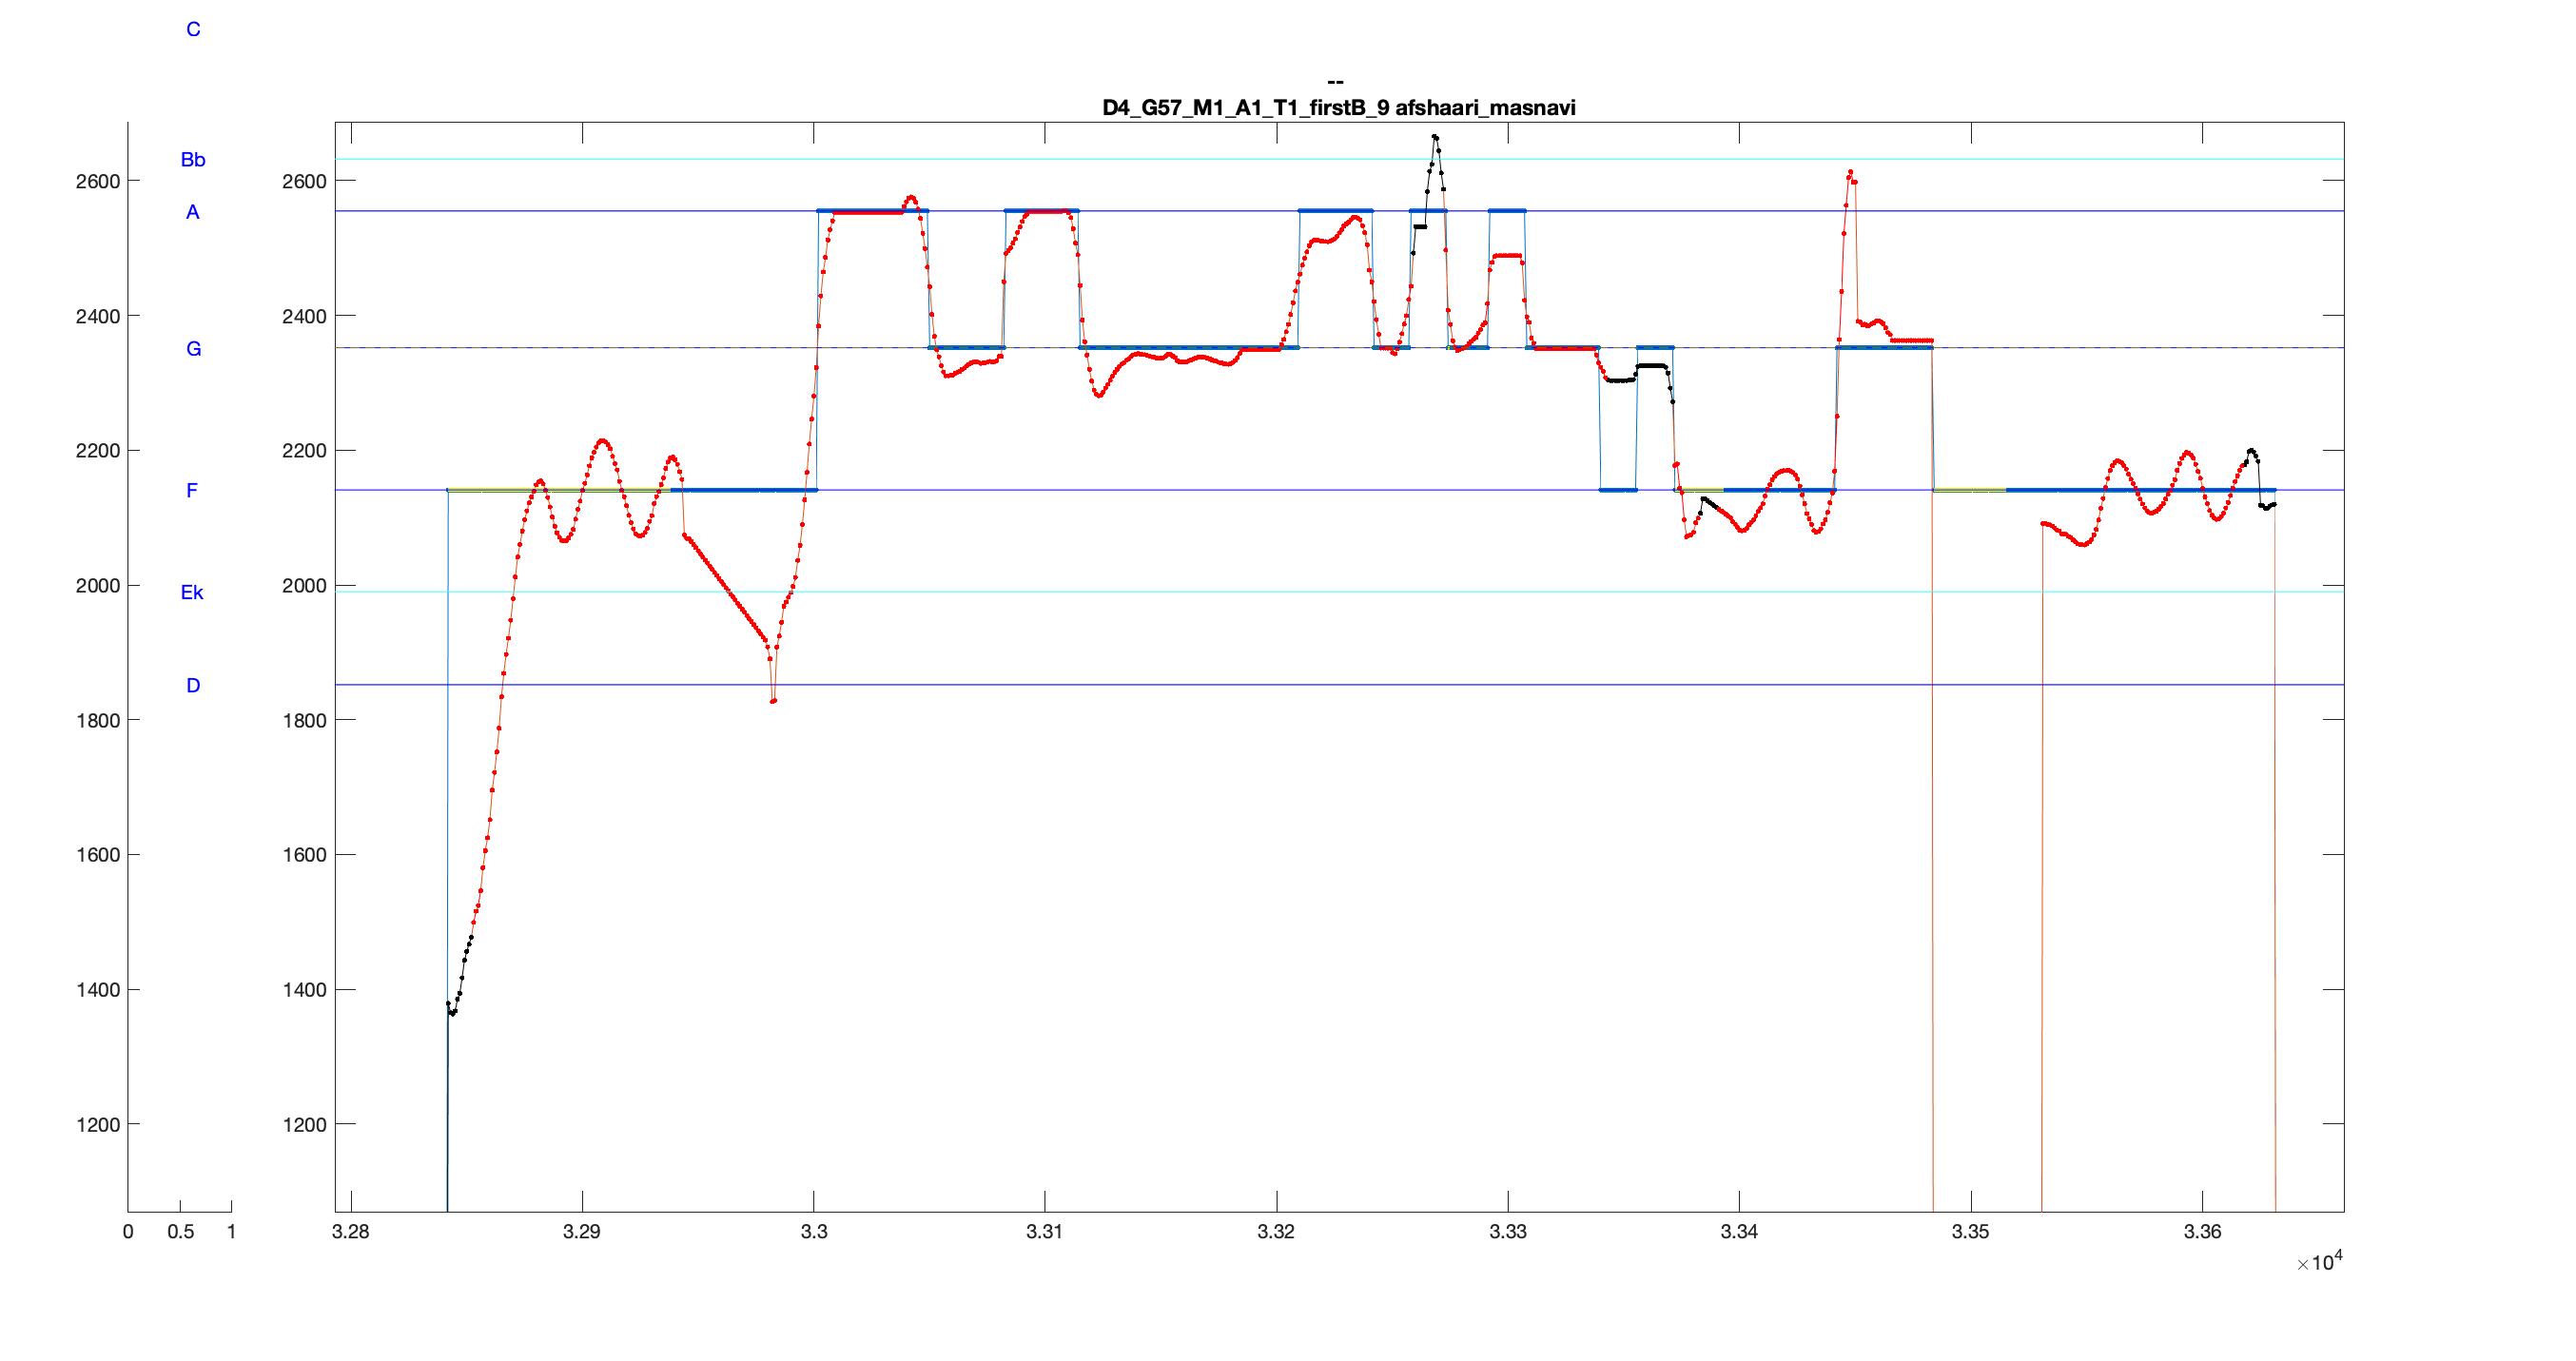 C
--
D4_G57_M1_A1_T1_firstB_9 afshaari_masnavi
Bb
2600 2600
A
2400 2400
G
2200 2200
F
2000 2000
Ek
D
1800 1800
1600 1600
1400 1400
1200 1200
0 0.5 1 3.28 3.29 3.3 3.31 3.32 3.33 3.34 3.35 3.36
×10^4